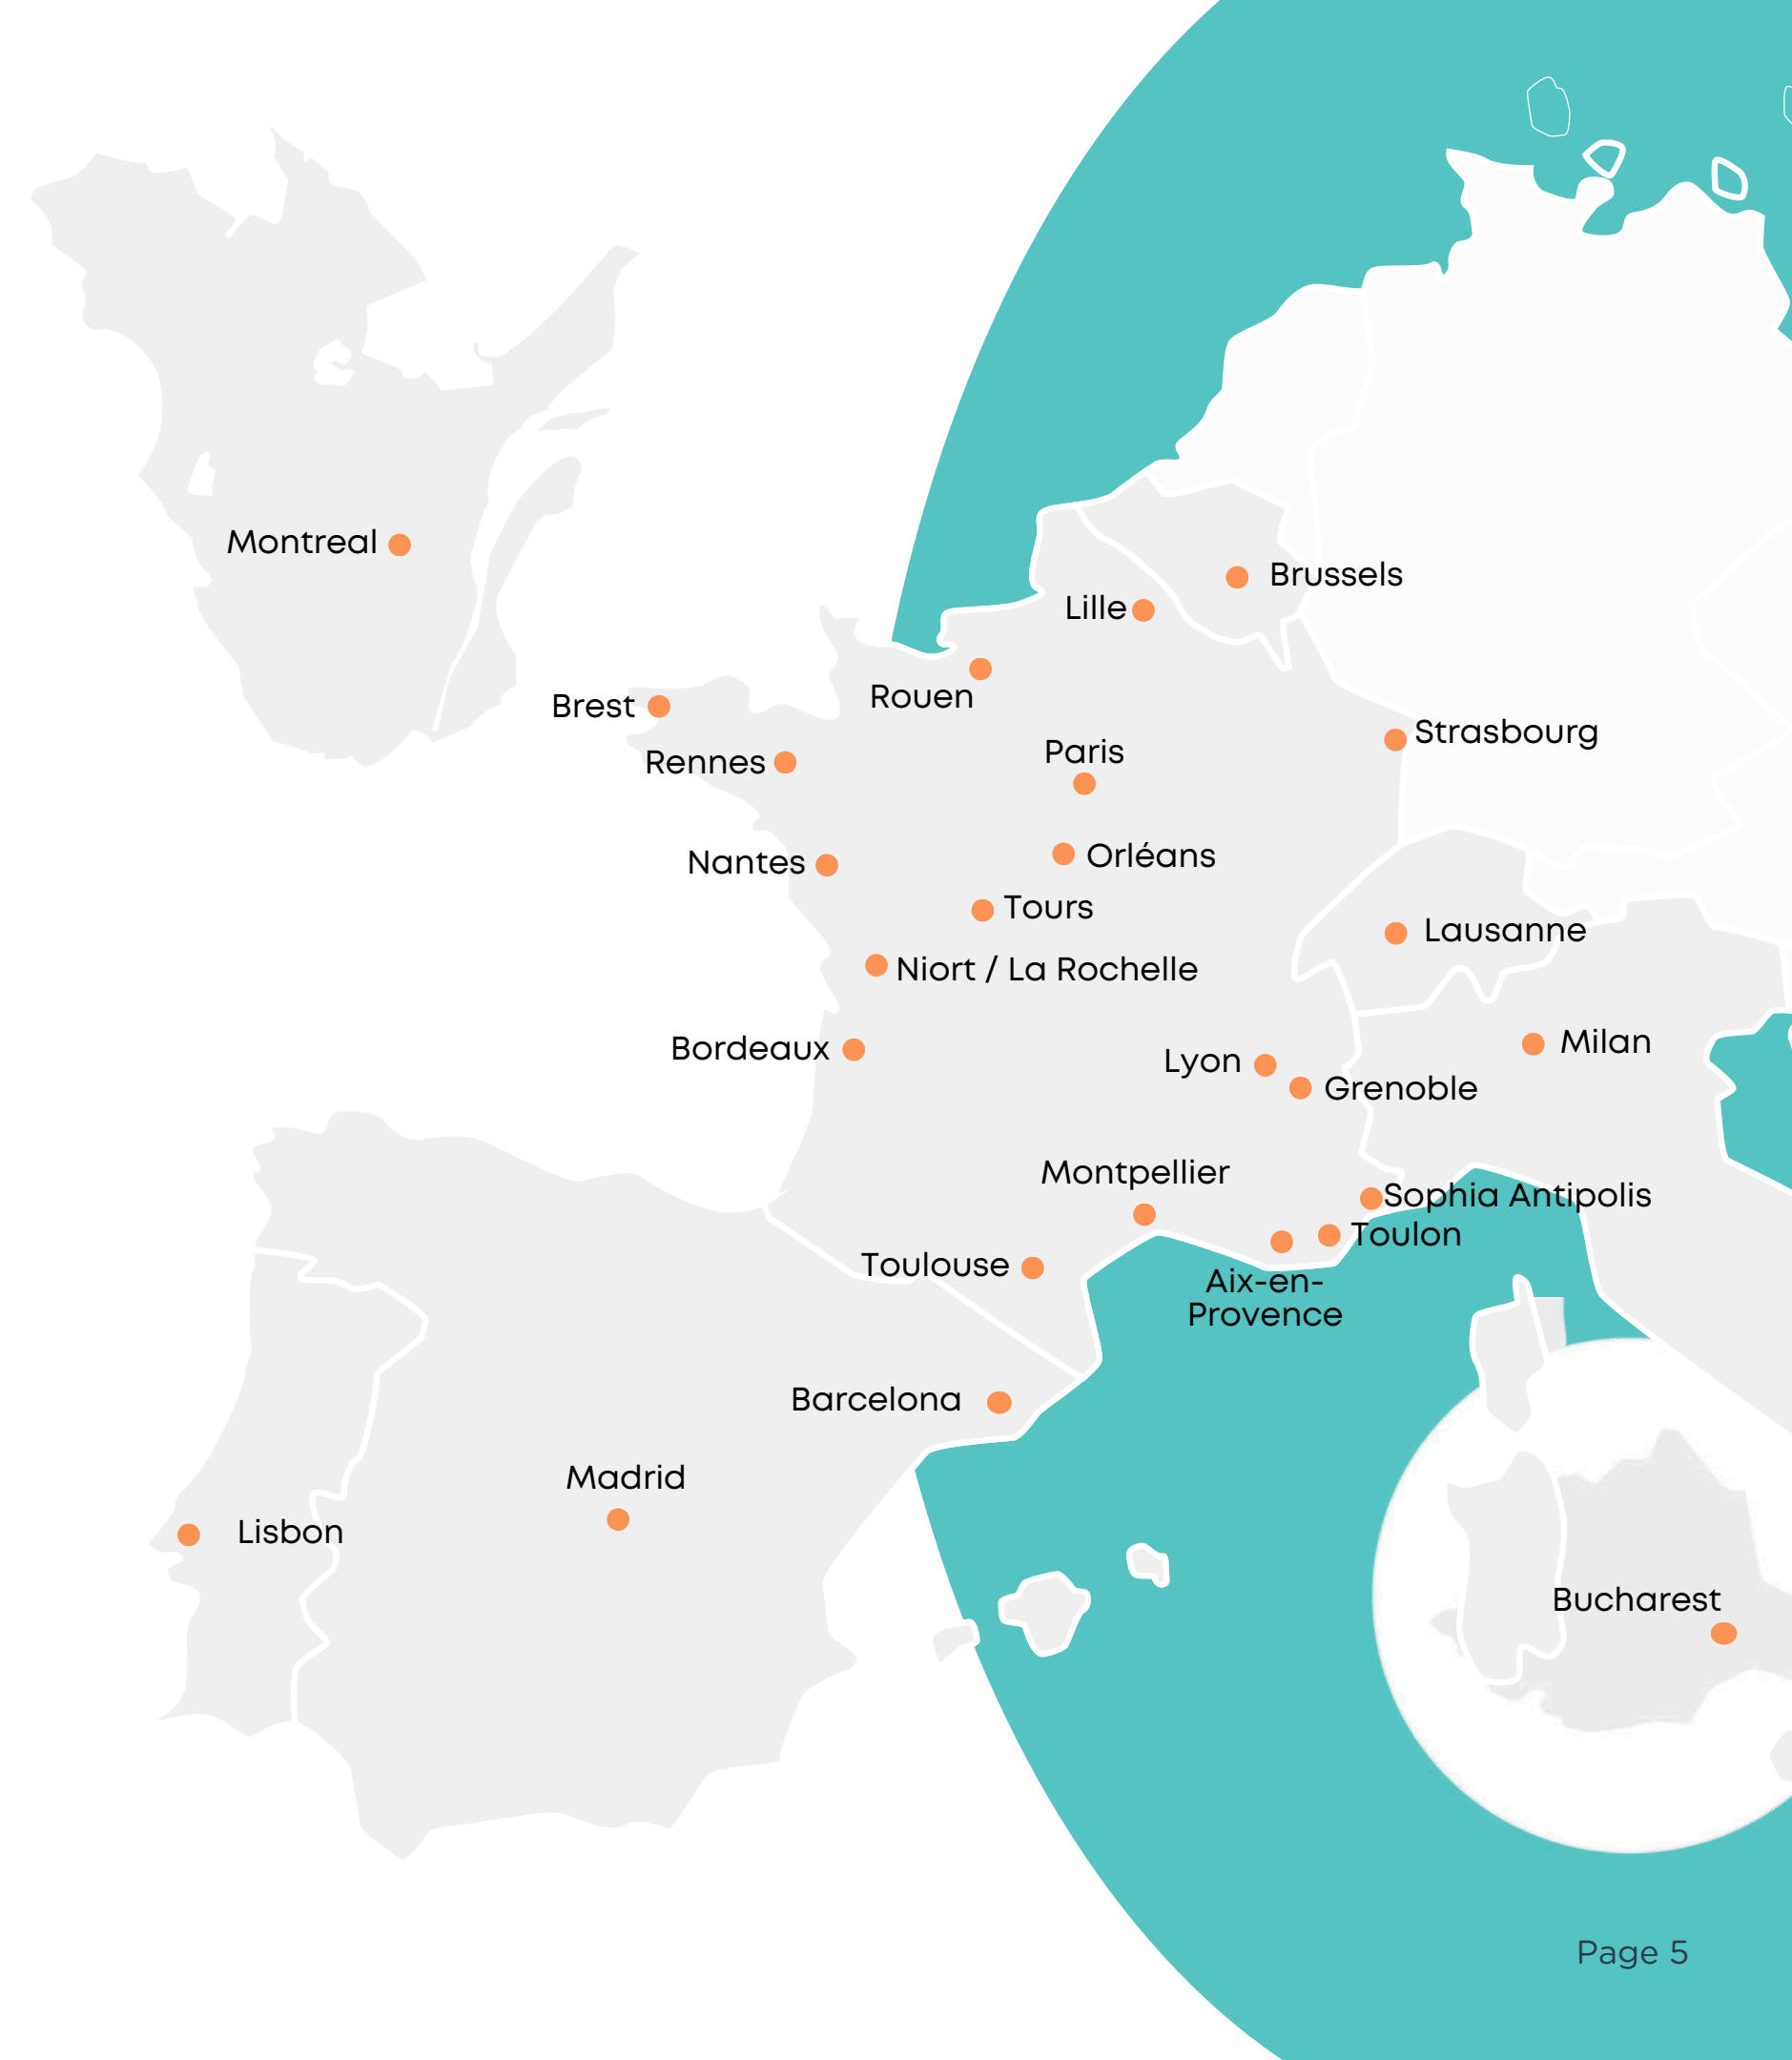 Montreal
Brussels
Lille
Rouen
Brest
Strasbourg
Paris
Rennes
Orléans
Nantes
Tours
Lausanne
Niort / La Rochelle
Milan
Bordeaux
Lyon
Grenoble
Montpellier
Sophia Antipolis
Toulon
Toulouse
Aix-en-
Provence
Barcelona
Madrid
Lisbon
Bucharest
Page 5